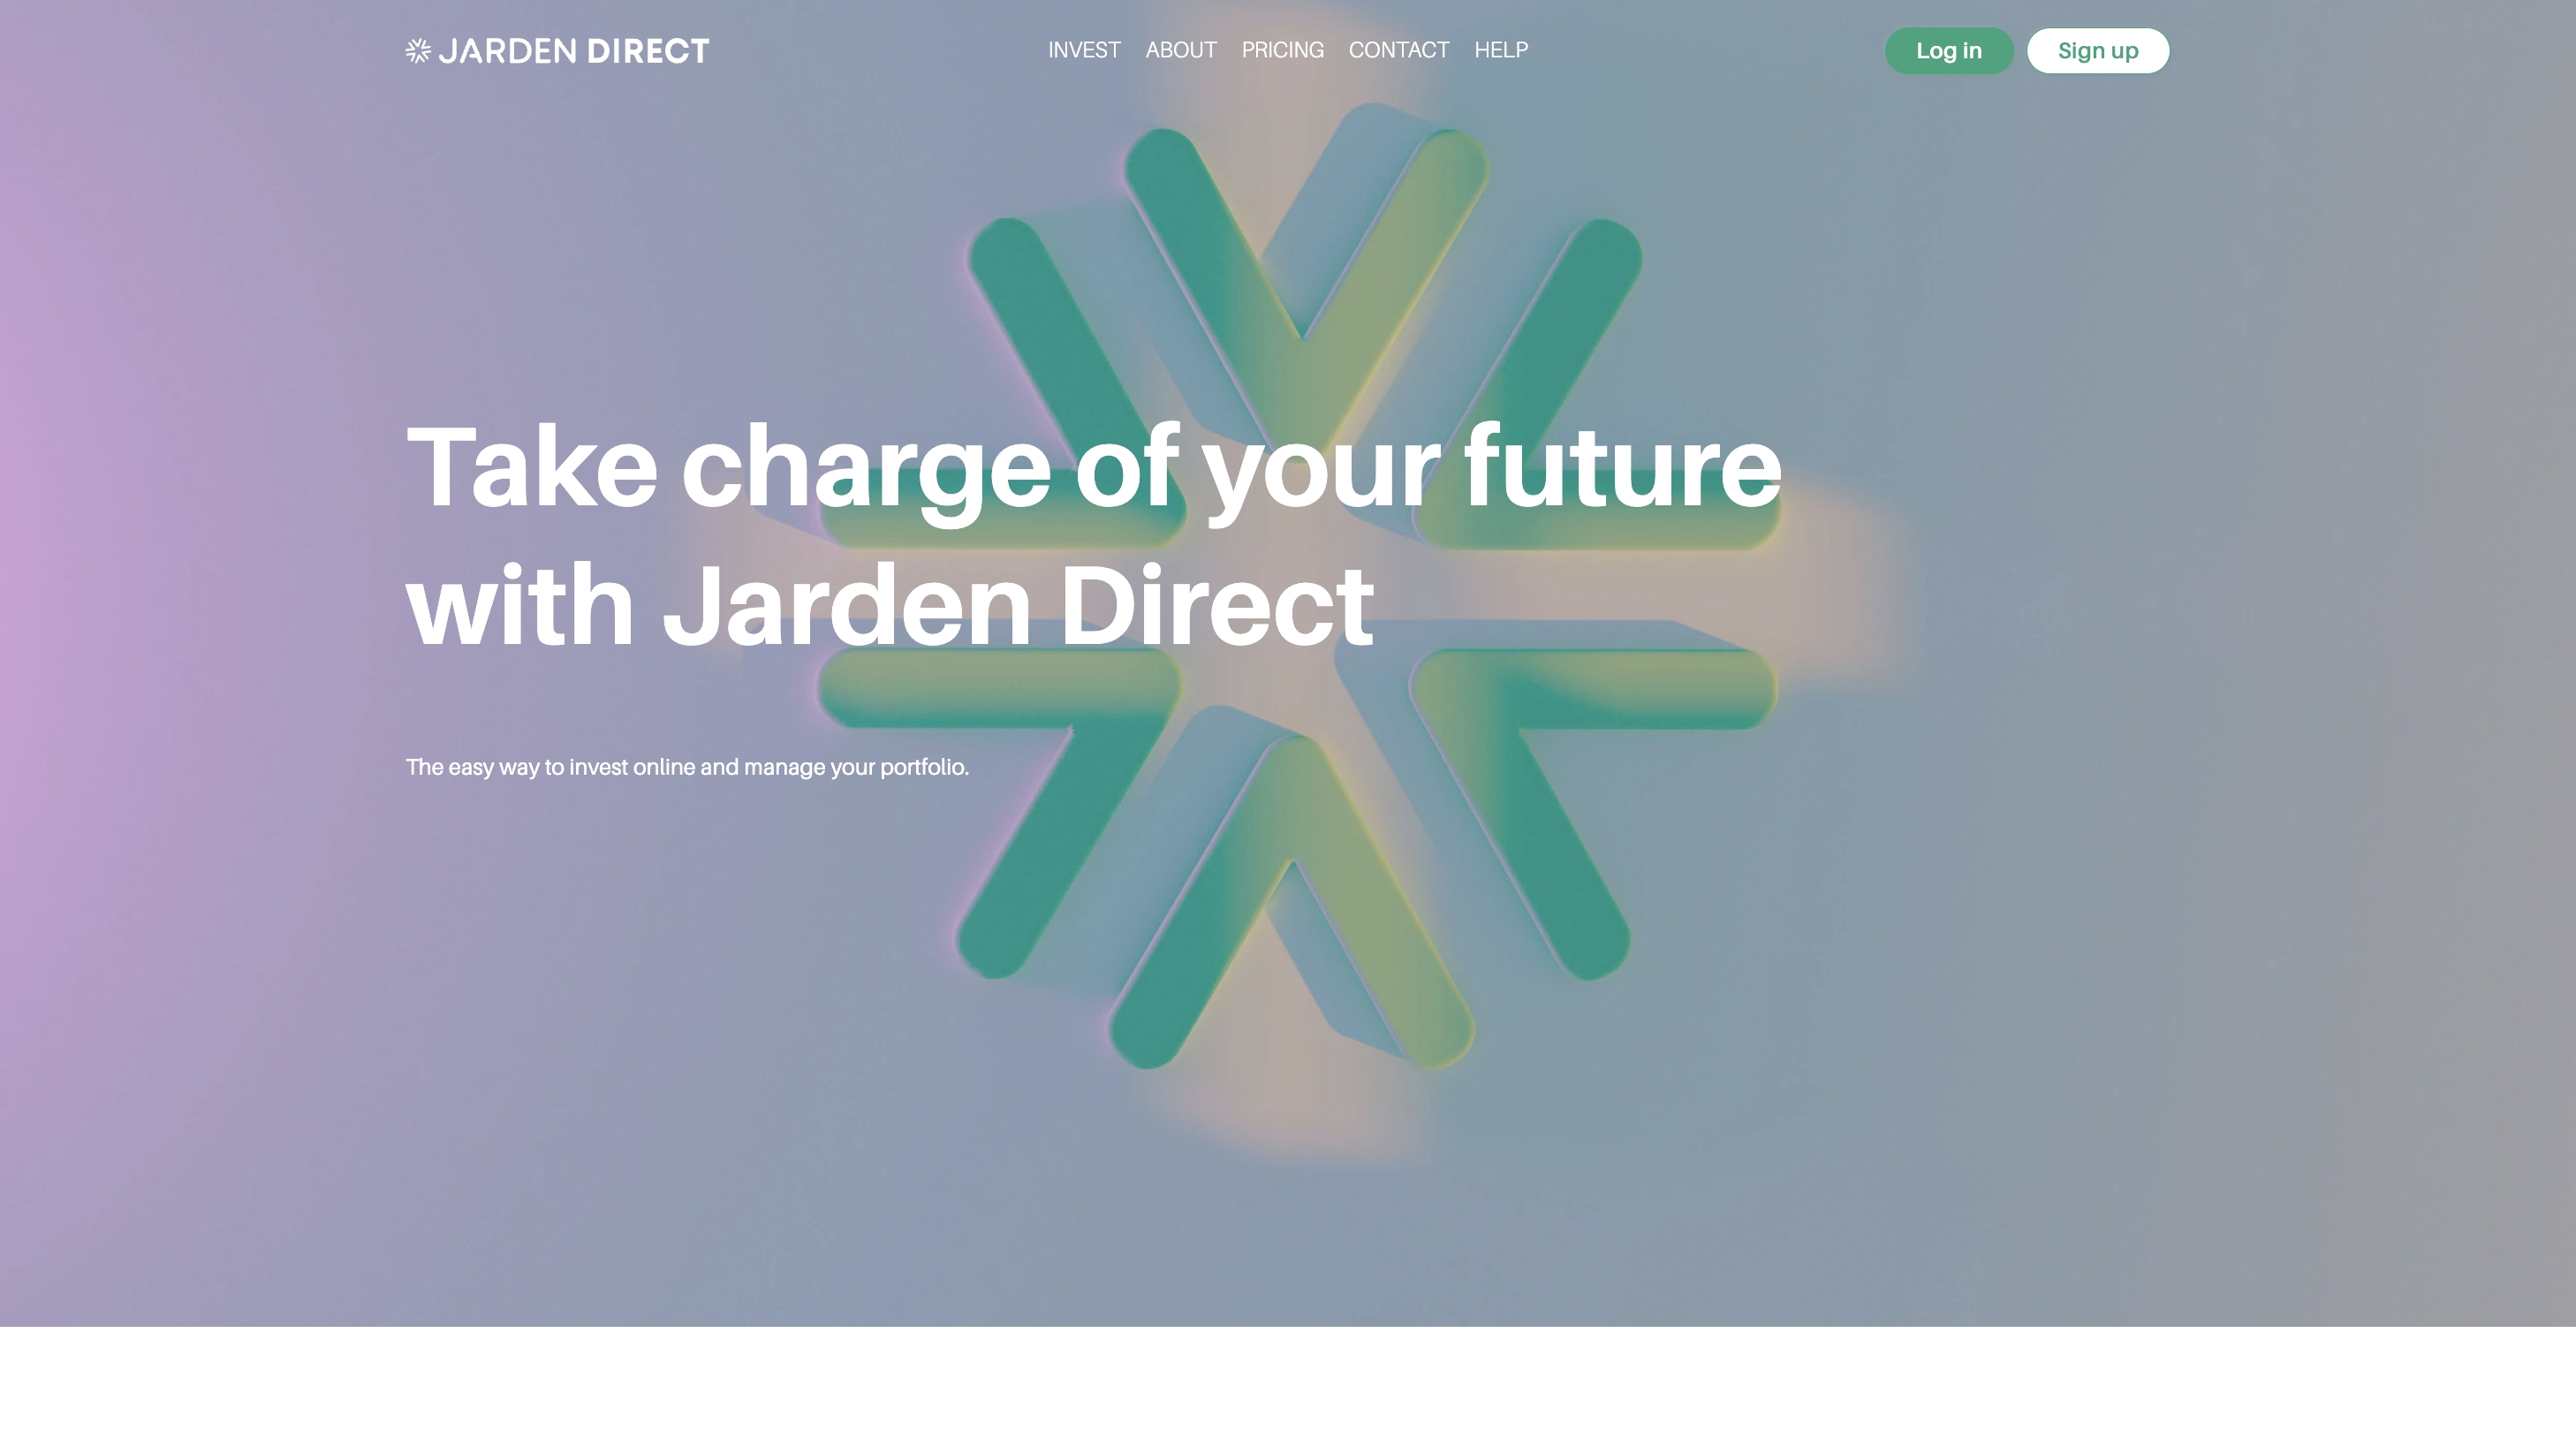 JARDEN DIRECT
INVEST ABOUT PRICING CONTACT HELP
Log in
Sign up
Take charge of your future
with Jarden Direct
The easy way to invest online and manage your portfolio.